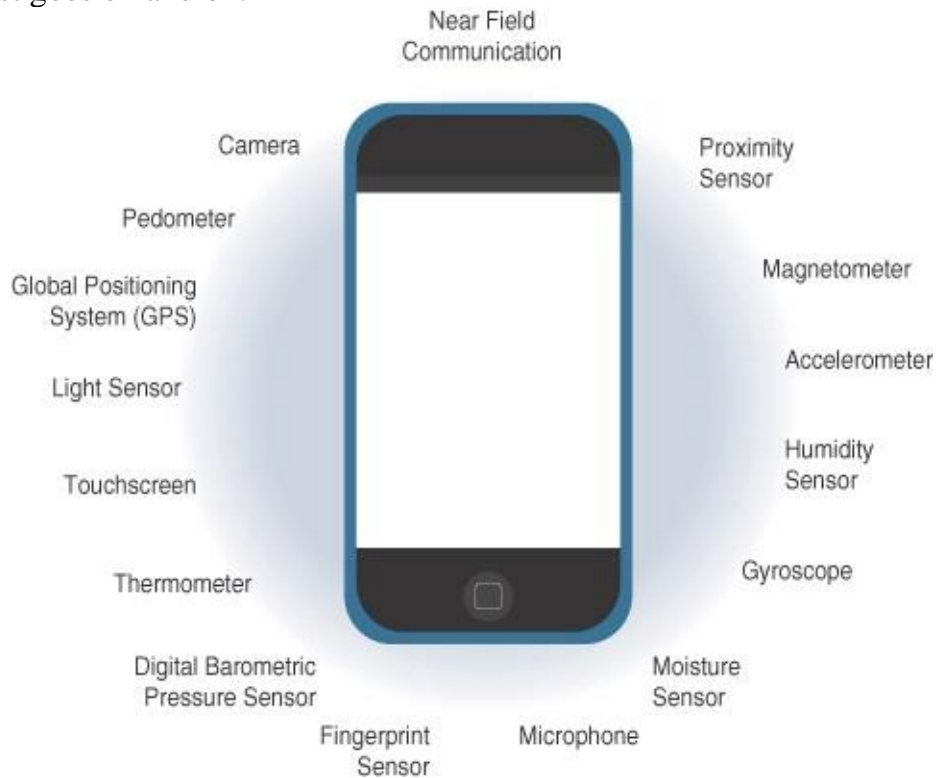 Near Field
Communication
Camera
Proximity
Sensor
Pedometer
Magnetometer
Global Positioning
System (GPS)
Accelerometer
Light Sensor
Humidity
Sensor
Touchscreen
Gyroscope
Thermometer
Digital Barometric
Pressure Sensor
Moisture
Sensor
Fingerprint
Sensor
Microphone